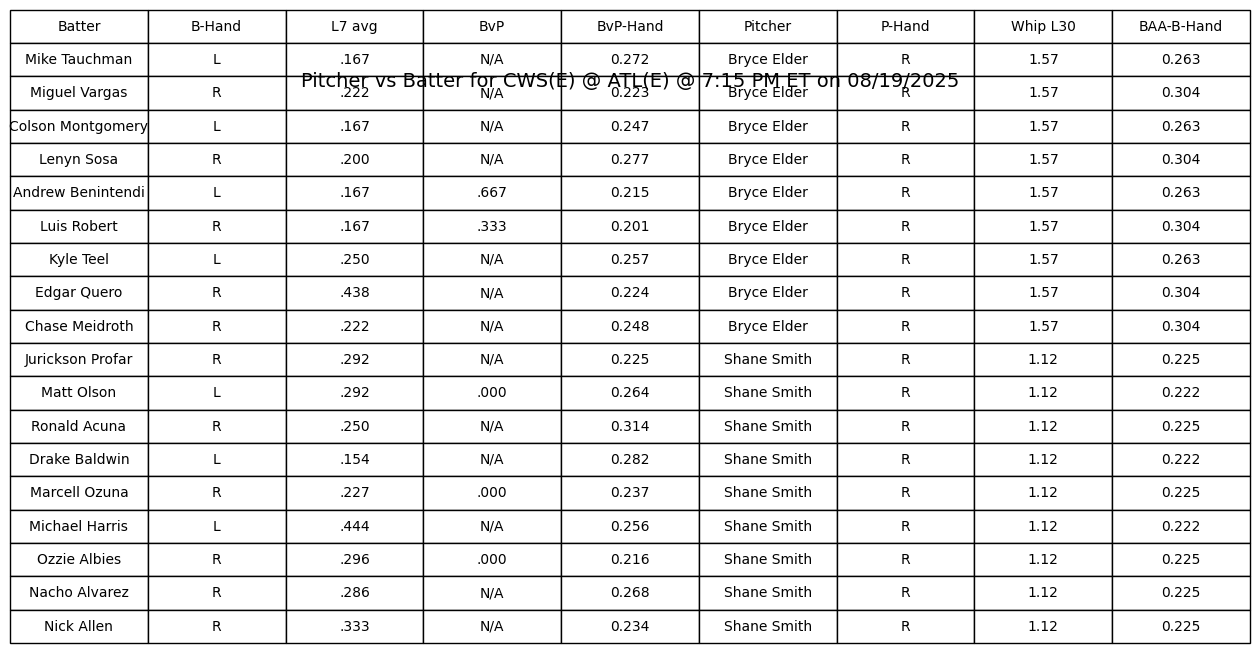 Batter B-Hand L7 avg BvP BvP-Hand Pitcher P-Hand Whip L30 BAA-B-Hand
Mike Tauchman L .167 N/A 0.272 Bryce Elder R 1.57 0.263
Pitcher vs Batter for CWS(E) @ ATL(E) @ 7:15 PM ET on 08/19/2025
Miguel Vargas R .222 N/A 0.223 Bryce Elder R 1.57 0.304
Colson Montgomery L .167 N/A 0.247 Bryce Elder R 1.57 0.263
Lenyn Sosa R .200 N/A 0.277 Bryce Elder R 1.57 0.304
Andrew Benintendi L .167 .667 0.215 Bryce Elder R 1.57 0.263
Luis Robert R .167 .333 0.201 Bryce Elder R 1.57 0.304
Kyle Teel L .250 N/A 0.257 Bryce Elder R 1.57 0.263
Edgar Quero R .438 N/A 0.224 Bryce Elder R 1.57 0.304
Chase Meidroth R .222 N/A 0.248 Bryce Elder R 1.57 0.304
Jurickson Profar R .292 N/A 0.225 Shane Smith R 1.12 0.225
Matt Olson L .292 .000 0.264 Shane Smith R 1.12 0.222
Ronald Acuna R .250 N/A 0.314 Shane Smith R 1.12 0.225
Drake Baldwin L .154 N/A 0.282 Shane Smith R 1.12 0.222
Marcell Ozuna R .227 .000 0.237 Shane Smith R 1.12 0.225
Michael Harris L .444 N/A 0.256 Shane Smith R 1.12 0.222
Ozzie Albies R .296 .000 0.216 Shane Smith R 1.12 0.225
Nacho Alvarez R .286 N/A 0.268 Shane Smith R 1.12 0.225
Nick Allen R .333 N/A 0.234 Shane Smith R 1.12 0.225